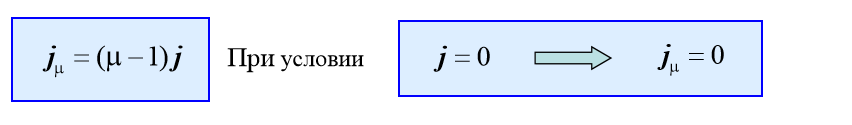 j_μ = (μ – 1)j При условии j = 0 ⟹ j_μ = 0